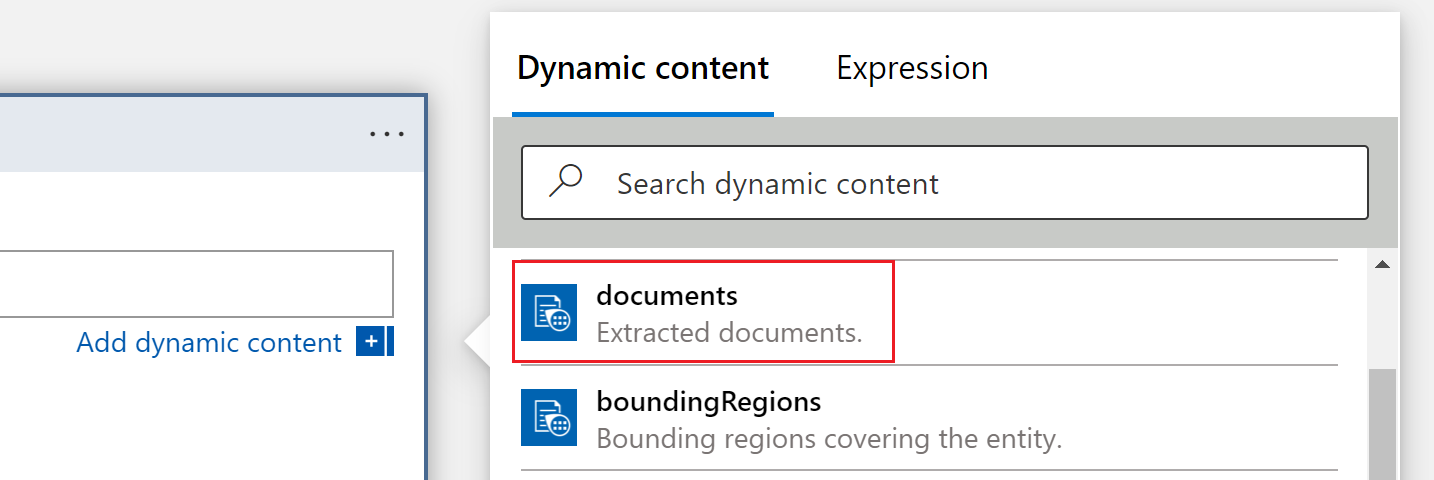 Dynamic content
Expression
...
Search dynamic content
documents
Extracted documents.
Add dynamic content
boundingRegions
Bounding regions covering the entity.